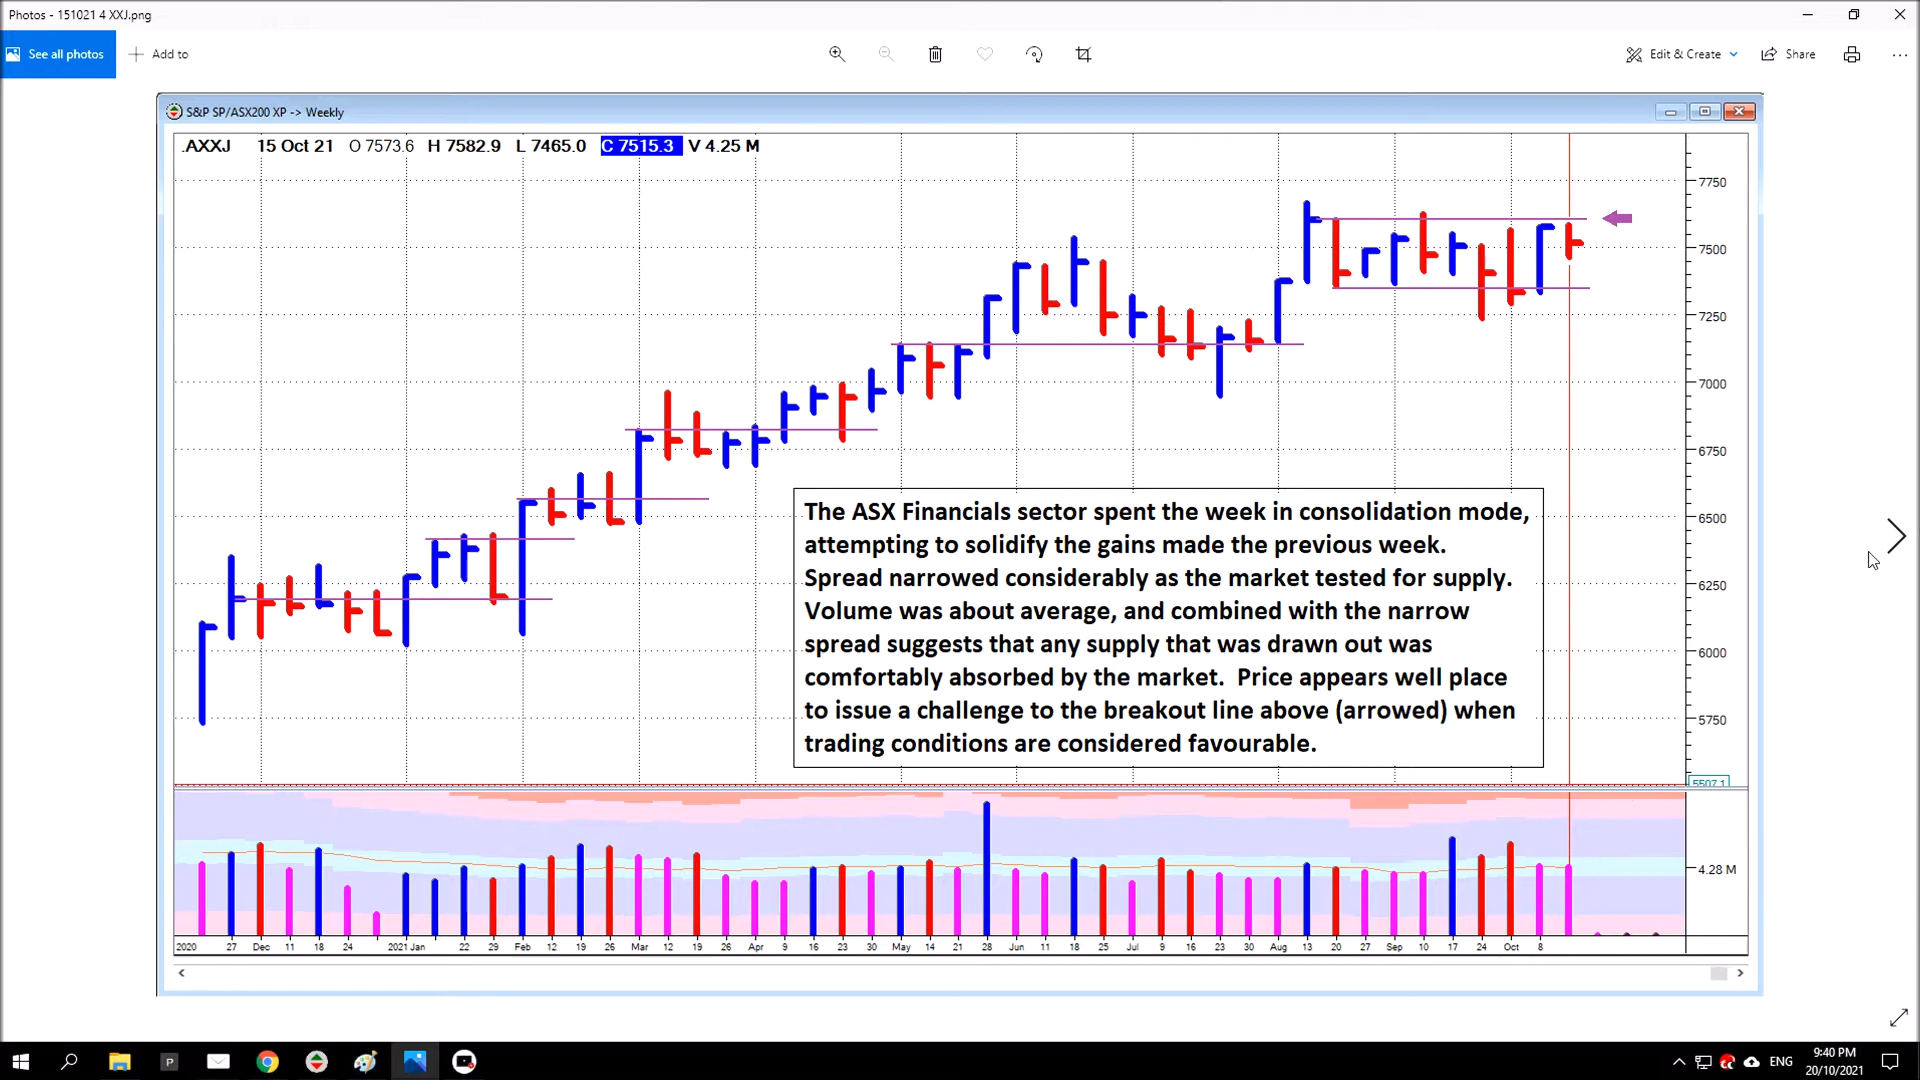 Photos - 151021 4 XXJ.png
See all photos
Add to
Edit & Create
Share
S&P SP/ASX200 XP -> Weekly
.AXXJ 15 Oct 21 O 7573.6 H 7582.9 L 7465.0 C 7515.3 V 4.25 M
7750
7500
7250
7000
6750
6500
6250
6000
5750
5507.1
The ASX Financials sector spent the week in consolidation mode,
attempting to solidify the gains made the previous week.
Spread narrowed considerably as the market tested for supply.
Volume was about average, and combined with the narrow
spread suggests that any supply that was drawn out was
comfortably absorbed by the market. Price appears well place
to issue a challenge to the breakout line above (arrowed) when
trading conditions are considered favourable.
4.28 M
2020 27 Dec 11 18 24 2021 Jan 22 29 Feb 12 19 26 Mar 12 19 26 Apr 9 16 23 30 May 14 21 28 Jun 11 18 25 Jul 9 16 23 30 Aug 13 20 27 Sep 10 17 24 Oct 8
P
ENG
9:40 PM
20/10/2021